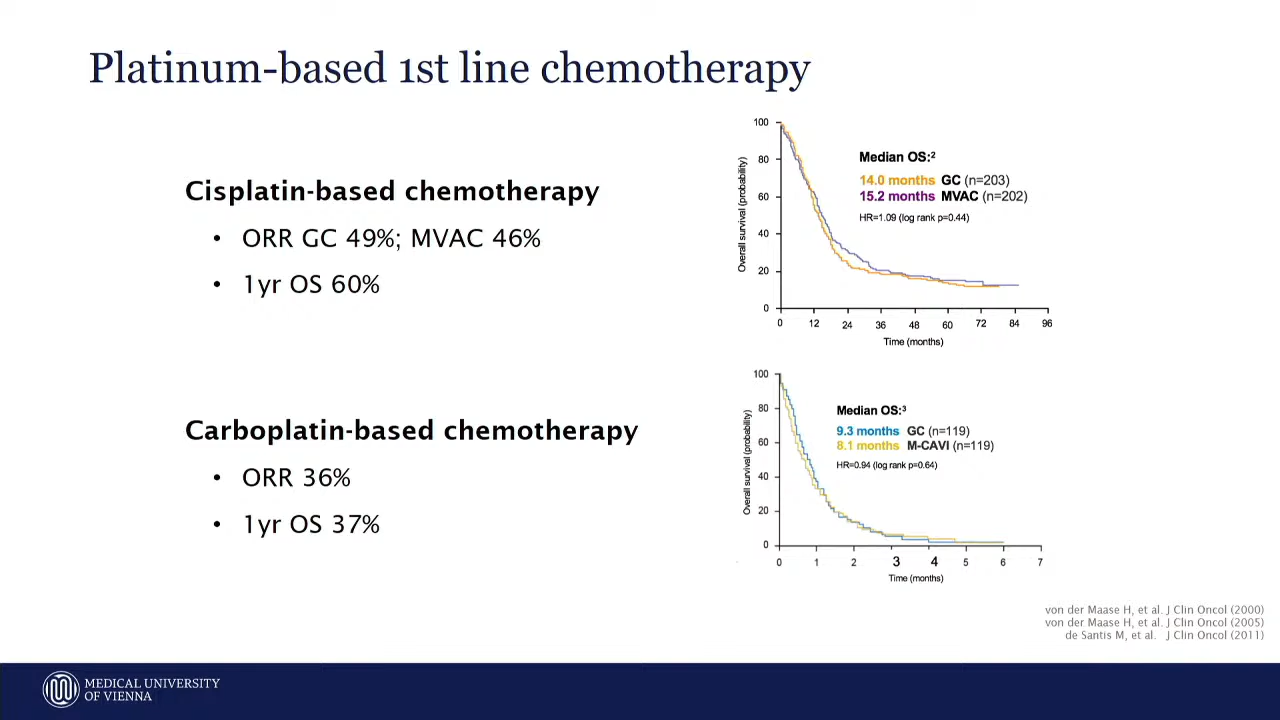 Platinum-based 1st line chemotherapy
Cisplatin-based chemotherapy
• ORR GC 49%; MVAC 46%
• 1yr OS 60%
100
80
60
40
20
0
Overall survival (probability)
Median OS:²
14.0 months GC (n=203)
15.2 months MVAC (n=202)
HR=1.09 (log rank p=0.44)
0 12 24 36 48 60 72 84 96
Time (months)
Carboplatin-based chemotherapy
• ORR 36%
• 1yr OS 37%
100
80
60
40
20
0
Overall survival (probability)
Median OS:³
9.3 months GC (n=119)
8.1 months M-CAVI (n=119)
HR=0.94 (log rank p=0.64)
0 1 2 3 4 5 6 7
Time (months)
von der Maase H, et al. J Clin Oncol (2000)
von der Maase H, et al. J Clin Oncol (2005)
de Santis M, et al. J Clin Oncol (2011)
MEDICAL UNIVERSITY
OF VIENNA